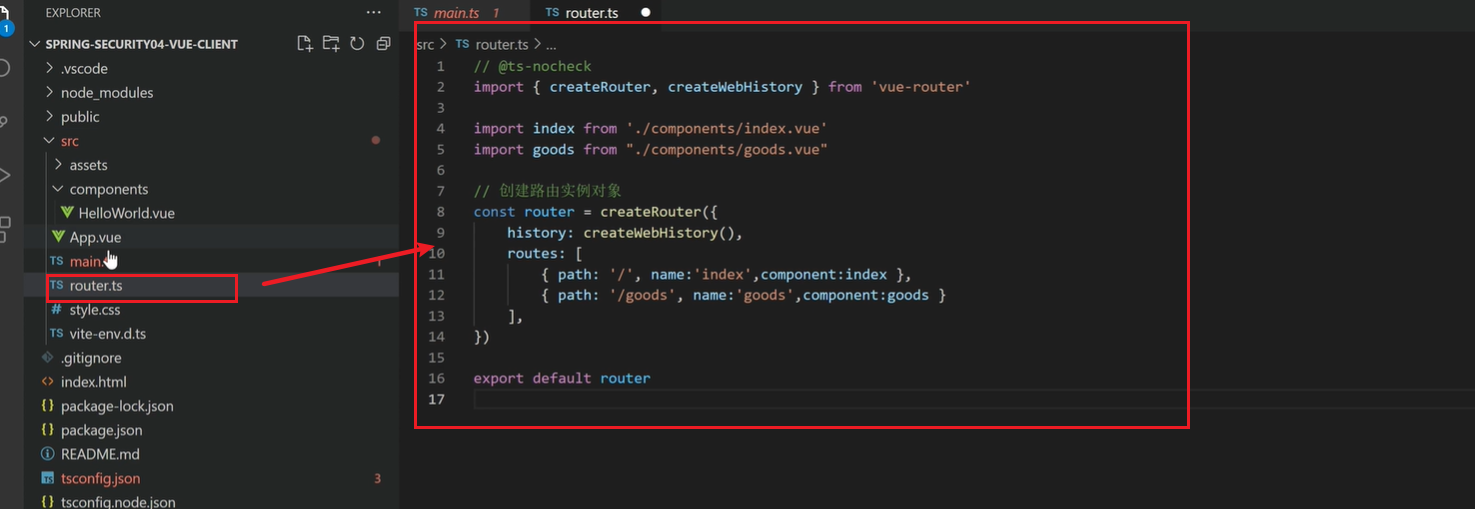 EXPLORER
···
SPRING-SECURITY04-VUE-CLIENT
.vscode
node_modules
public
src
assets
components
HelloWorld.vue
App.vue
TS main.
1
TS router.ts
# style.css
TS vite-env.d.ts
.gitignore
<> index.html
{} package-lock.json
{} package.json
README.md
TS tsconfig.json 3
{} tsconfig.node.json
1
TS main.ts 1
TS router.ts
src > TS router.ts > ...
1 // @ts-nocheck
2 import { createRouter, createWebHistory } from 'vue-router'
3
4 import index from './components/index.vue'
5 import goods from "./components/goods.vue"
6
7 // 创建路由实例对象
8 const router = createRouter({
9 history: createWebHistory(),
10 routes: [
11 { path: '/', name:'index',component:index },
12 { path: '/goods', name:'goods',component:goods }
13 ],
14 })
15
16 export default router
17